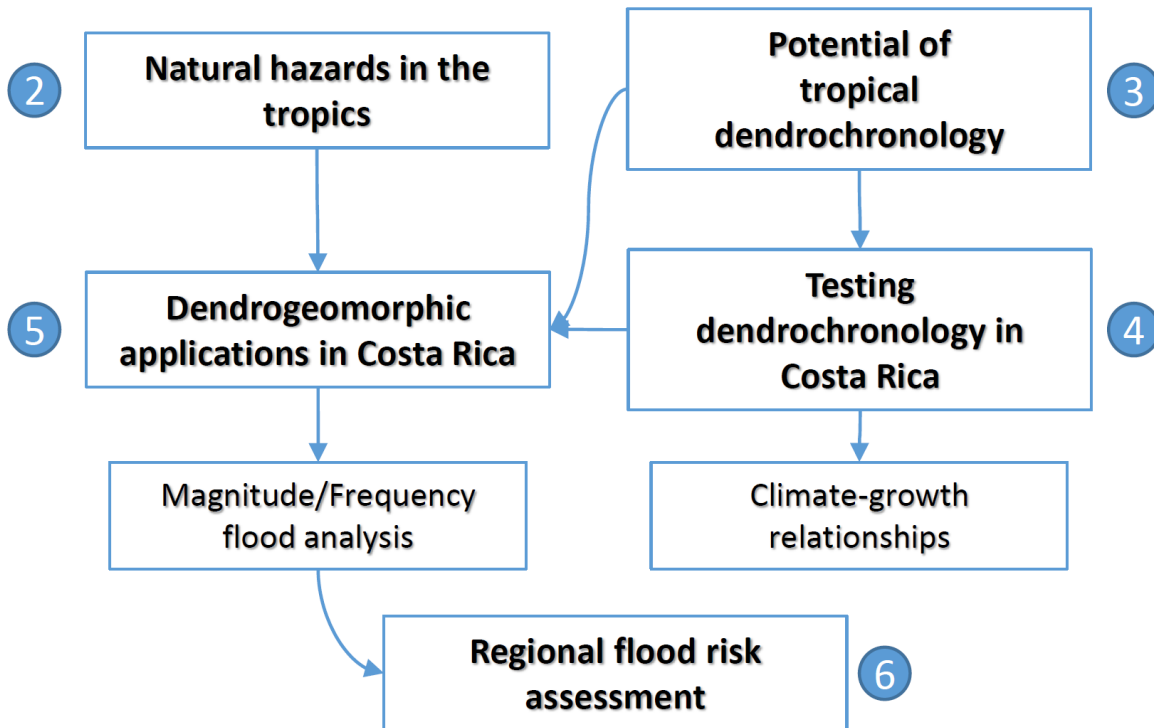 2
Natural hazards in the
tropics
Potential of
tropical
dendrochronology
3
5
Dendrogeomorphic
applications in Costa Rica
Testing
dendrochronology in
Costa Rica
4
Magnitude/Frequency
flood analysis
Climate-growth
relationships
Regional flood risk
assessment
6